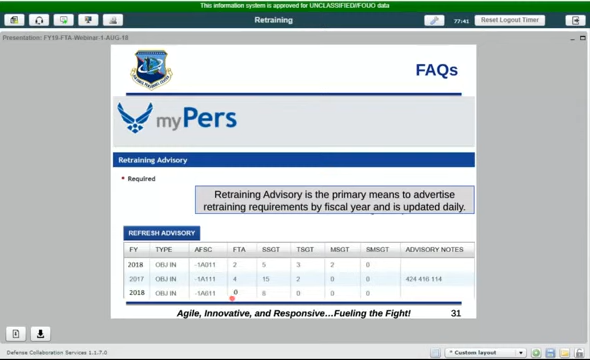 This information system is approved for UNCLASSIFIED//FOUO data
Retraining
77:41
Reset Logout Timer
Presentation: FY19-FTA-Webinar-1-AUG-18
FAQs
myPers
Retraining Advisory
* Required
Retraining Advisory is the primary means to advertise
retraining requirements by fiscal year and is updated daily.
REFRESH ADVISORY
FY TYPE AFSC FTA SSGT TSGT MSGT SMSGT ADVISORY NOTES
2018 OBJ IN -1A011 2 5 3 2 0
2017 OBJ IN -1A111 4 15 2 0 0 424 416 114
2018 OBJ IN -1A611 0 6 0 0 0
Agile, Innovative, and Responsive…Fueling the Fight! 31
Defense Collaboration Services 1.1.7.0
* Custom layout